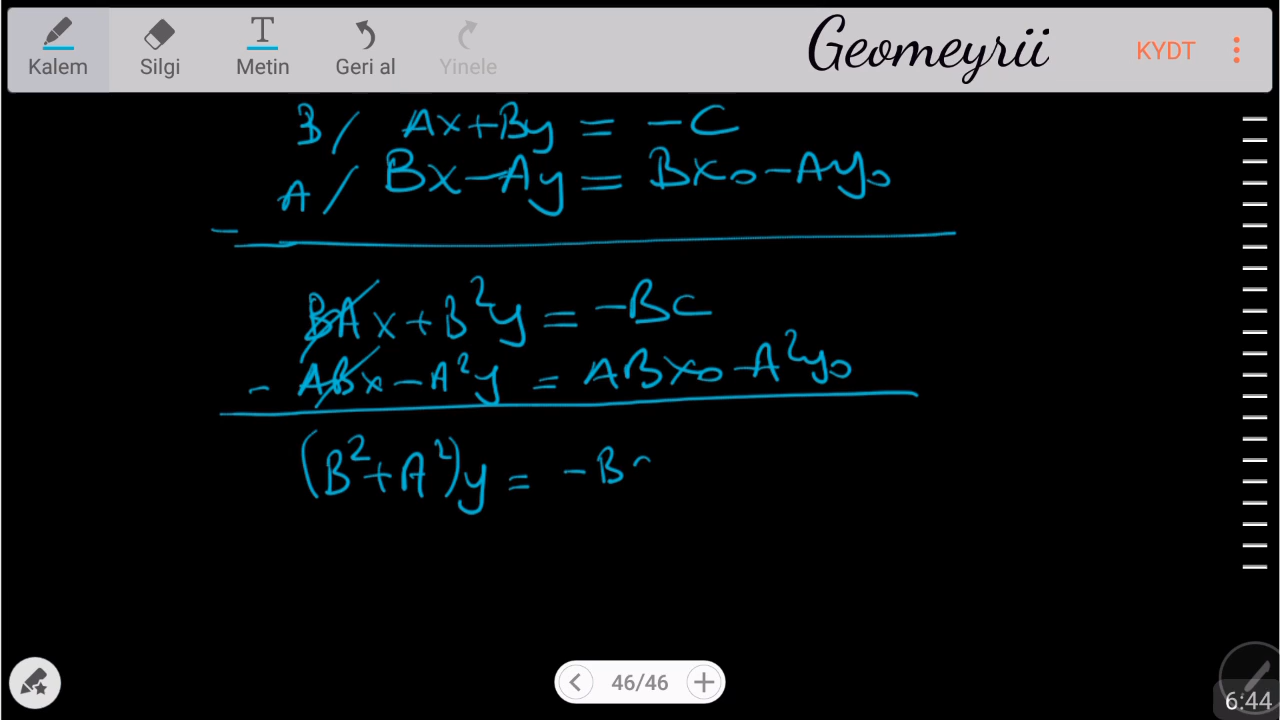 Kalem
Silgi
Metin
Geri al
Yinele
Geomeyrii
KYDT
B/ Ax+By = -C
A/ Bx-Ay = Bx₀-Ay₀
-
BAx+B²y = -BC
- ABx-A²y = ABx₀-A²y₀
(B²+A²)y = -B
46/46
6:44